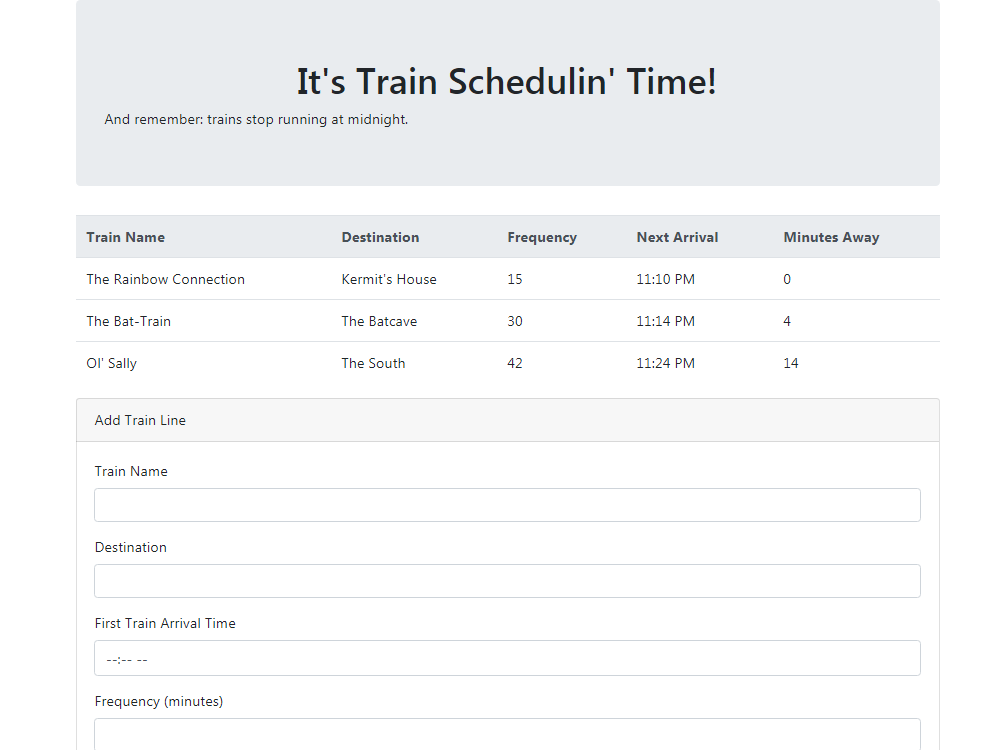 It's Train Schedulin' Time!
And remember: trains stop running at midnight.
Train Name Destination Frequency Next Arrival Minutes Away
The Rainbow Connection Kermit's House 15 11:10 PM 0
The Bat-Train The Batcave 30 11:14 PM 4
Ol' Sally The South 42 11:24 PM 14
Add Train Line
Train Name
Destination
First Train Arrival Time
--:-- --
Frequency (minutes)